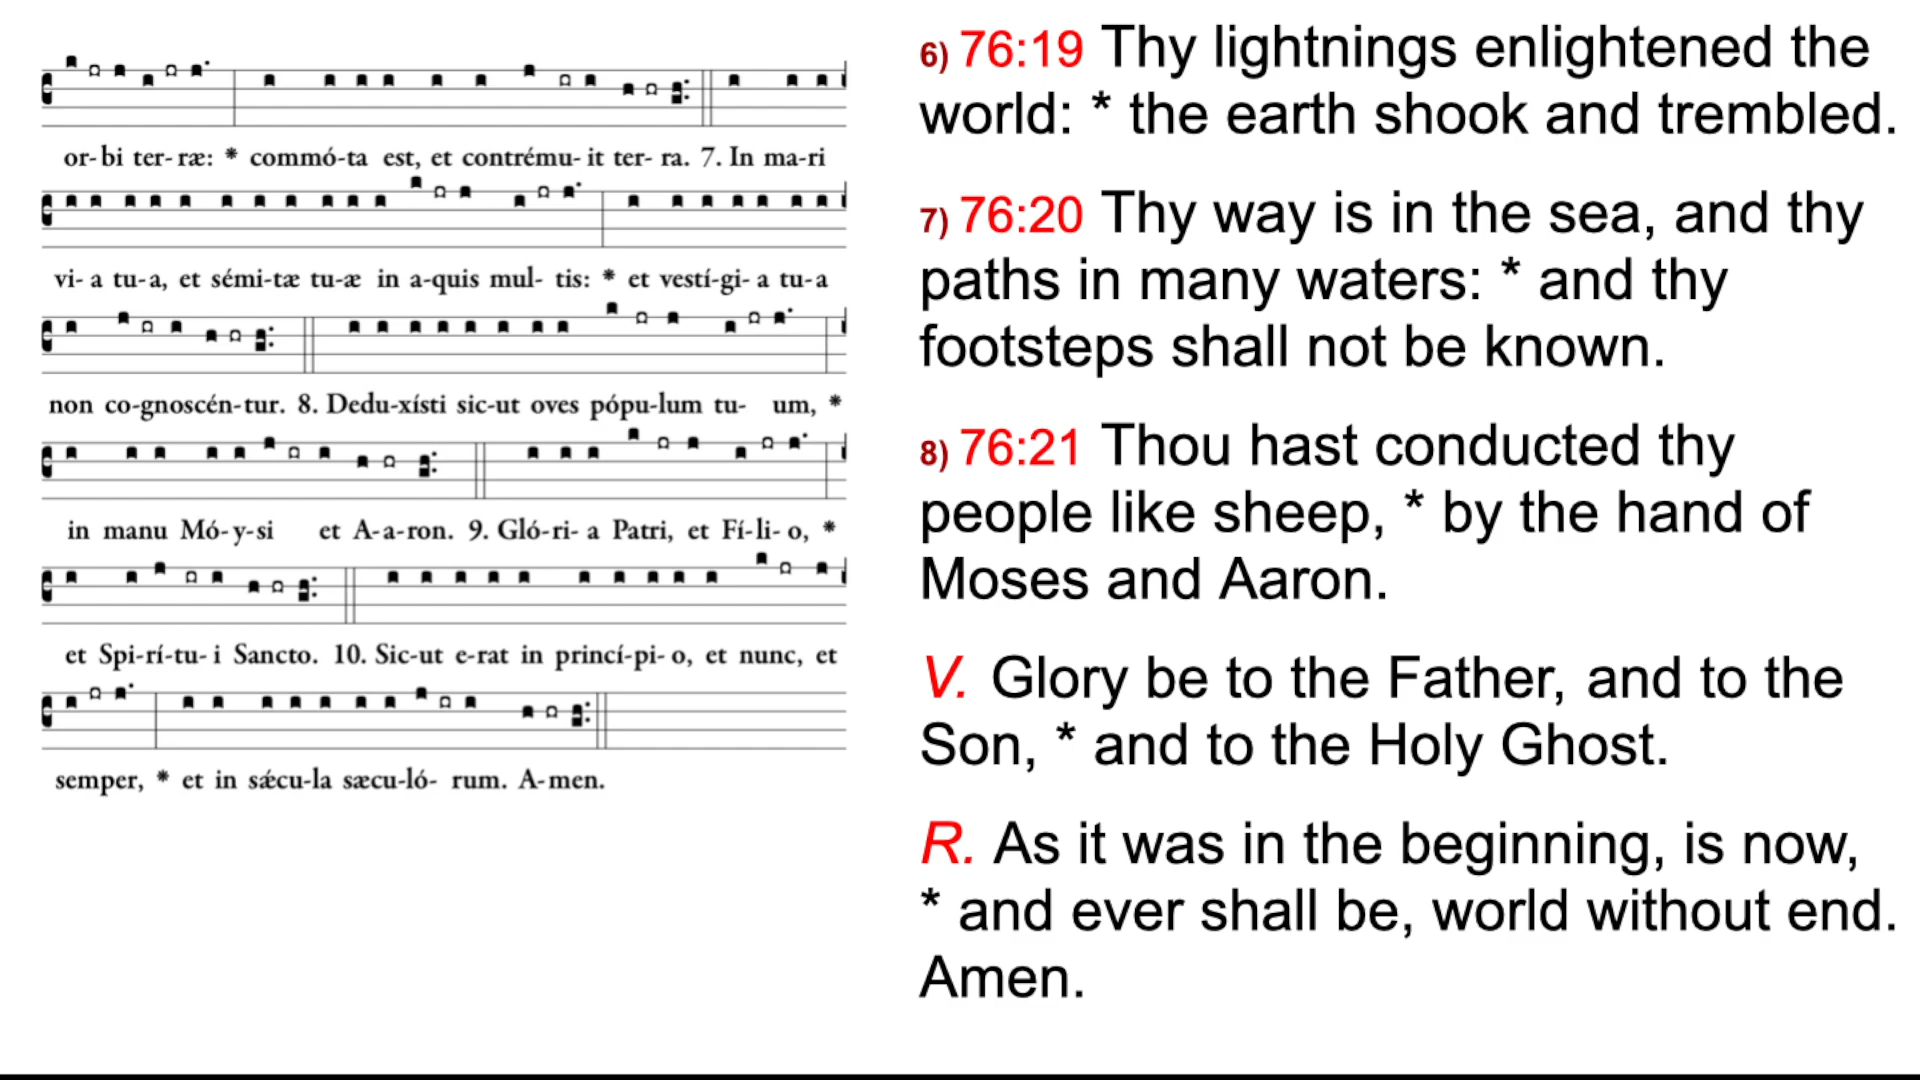 or-bi ter-ræ: * commó-ta est, et contrému-it ter-ra. 7. In ma-ri
vi-a tu-a, et sémi-tæ tu-æ in a-quis mul-tis: * et vestí-gi-a tu-a
non co-gnoscén-tur. 8. Dedu-xísti sic-ut oves pópu-lum tu-um, *
in manu Mó-y-si et A-a-ron. 9. Gló-ri-a Patri, et Fí-li-o, *
et Spi-rí-tu-i Sancto. 10. Sic-ut e-rat in princí-pi-o, et nunc, et
semper, * et in sǽcu-la sæcu-ló-rum. A-men.
6) 76:19 Thy lightnings enlightened the
world: * the earth shook and trembled.
7) 76:20 Thy way is in the sea, and thy
paths in many waters: * and thy
footsteps shall not be known.
8) 76:21 Thou hast conducted thy
people like sheep, * by the hand of
Moses and Aaron.
V. Glory be to the Father, and to the
Son, * and to the Holy Ghost.
R. As it was in the beginning, is now,
* and ever shall be, world without end.
Amen.